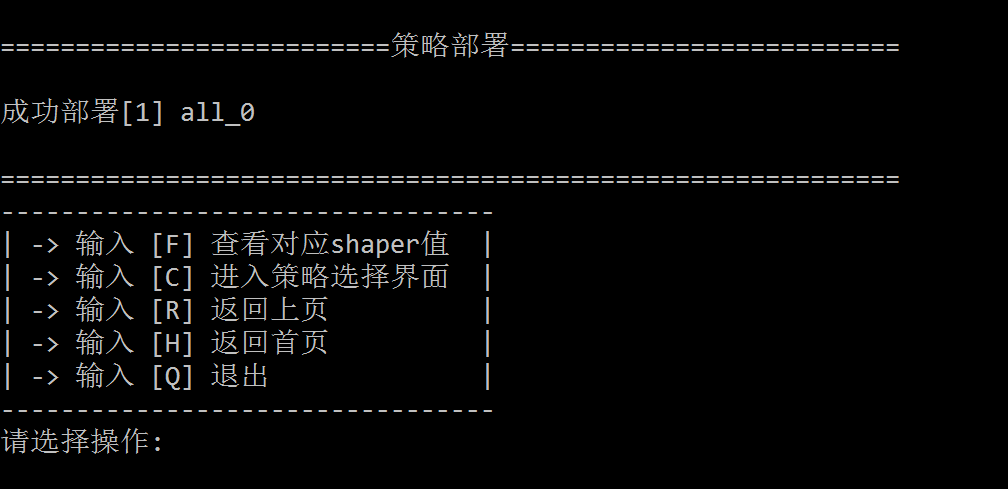 ==========================策略部署==========================
成功部署[1] all_0
============================================================
---------------------------------
| -> 输入 [F] 查看对应shaper值  |
| -> 输入 [C] 进入策略选择界面  |
| -> 输入 [R] 返回上页          |
| -> 输入 [H] 返回首页          |
| -> 输入 [Q] 退出              |
---------------------------------
请选择操作: